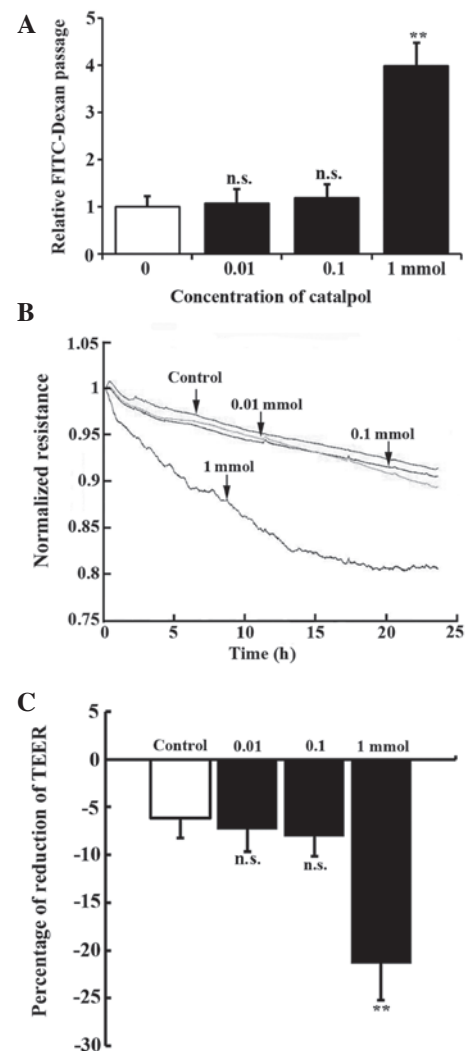 A
Relative FITC-Dexan passage
5
4
3
2
1
0
n.s.
n.s.
**
0
0.01
0.1
1 mmol
Concentration of catalpol
B
Normalized resistance
1.05
1
0.95
0.9
0.85
0.8
0.75
Control
0.01 mmol
0.1 mmol
1 mmol
0
5
10
15
20
25
Time (h)
C
Percentage of reduction of TEER
5
0
-5
-10
-15
-20
-25
-30
Control
0.01
0.1
1 mmol
n.s.
n.s.
**